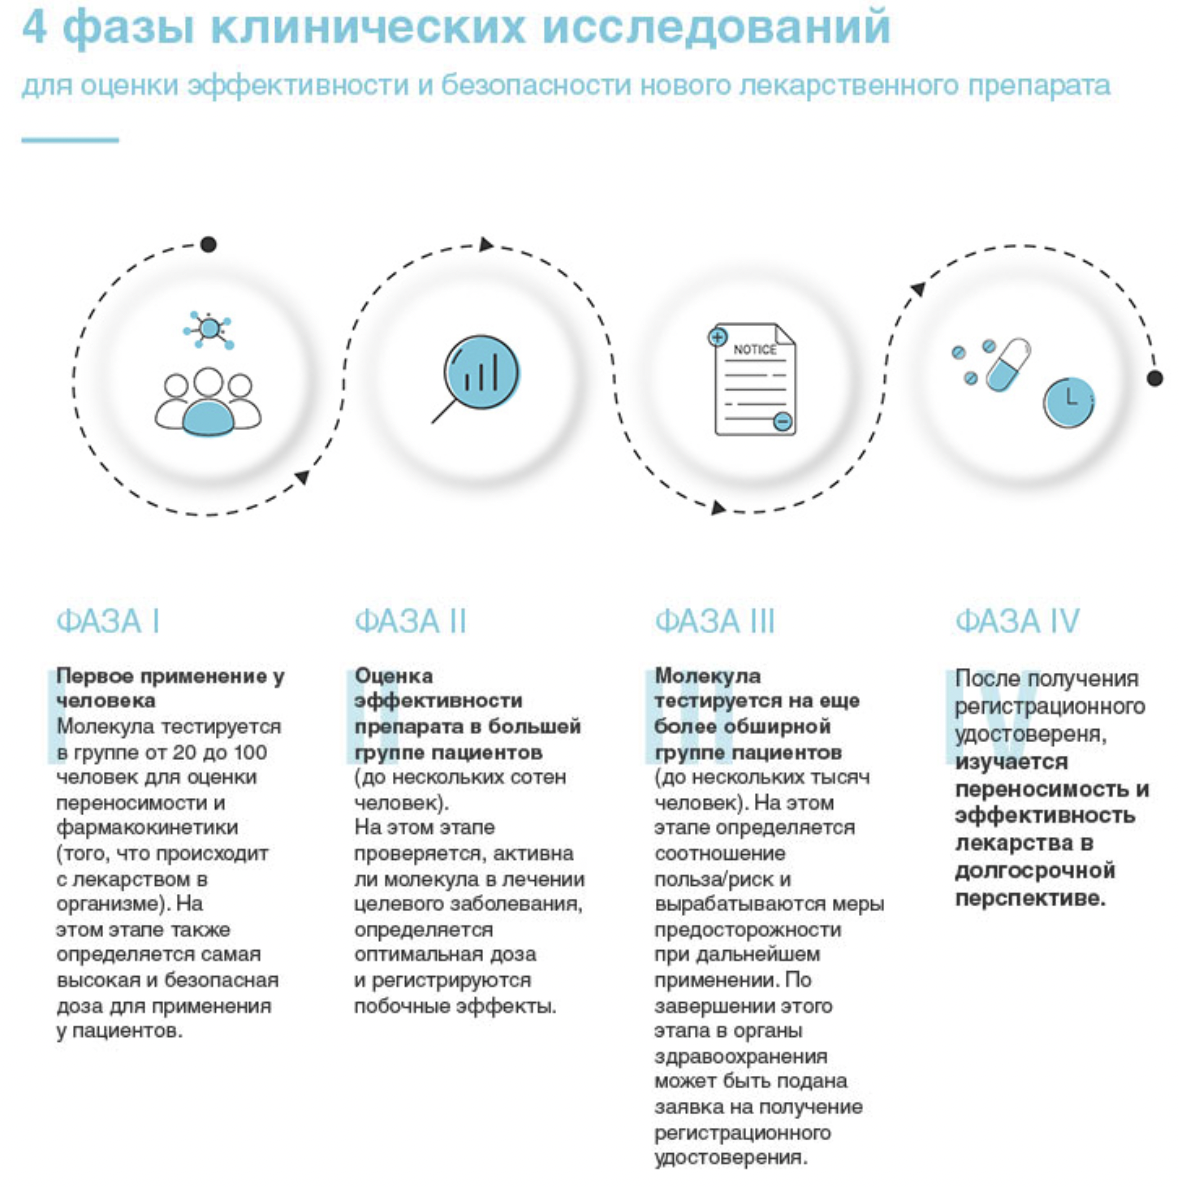 4 фазы клинических исследований
для оценки эффективности и безопасности нового лекарственного препарата
NOTICE
ФАЗА I
I
Первое применение у
человека
Молекула тестируется
в группе от 20 до 100
человек для оценки
переносимости и
фармакокинетики
(того, что происходит
с лекарством в
организме). На
этом этапе также
определяется самая
высокая и безопасная
доза для применения
у пациентов.
ФАЗА II
II
Оценка
эффективности
препарата в большей
группе пациентов
(до нескольких сотен
человек).
На этом этапе
проверяется, активна
ли молекула в лечении
целевого заболевания,
определяется
оптимальная доза
и регистрируются
побочные эффекты.
ФАЗА III
III
Молекула
тестируется на еще
более обширной
группе пациентов
(до нескольких тысяч
человек). На этом
этапе определяется
соотношение
польза/риск и
вырабатываются меры
предосторожности
при дальнейшем
применении. По
завершении этого
этапа в органы
здравоохранения
может быть подана
заявка на получение
регистрационного
удостоверения.
ФАЗА IV
IV
После получения
регистрационного
удостовереня,
изучается
переносимость и
эффективность
лекарства в
долгосрочной
перспективе.